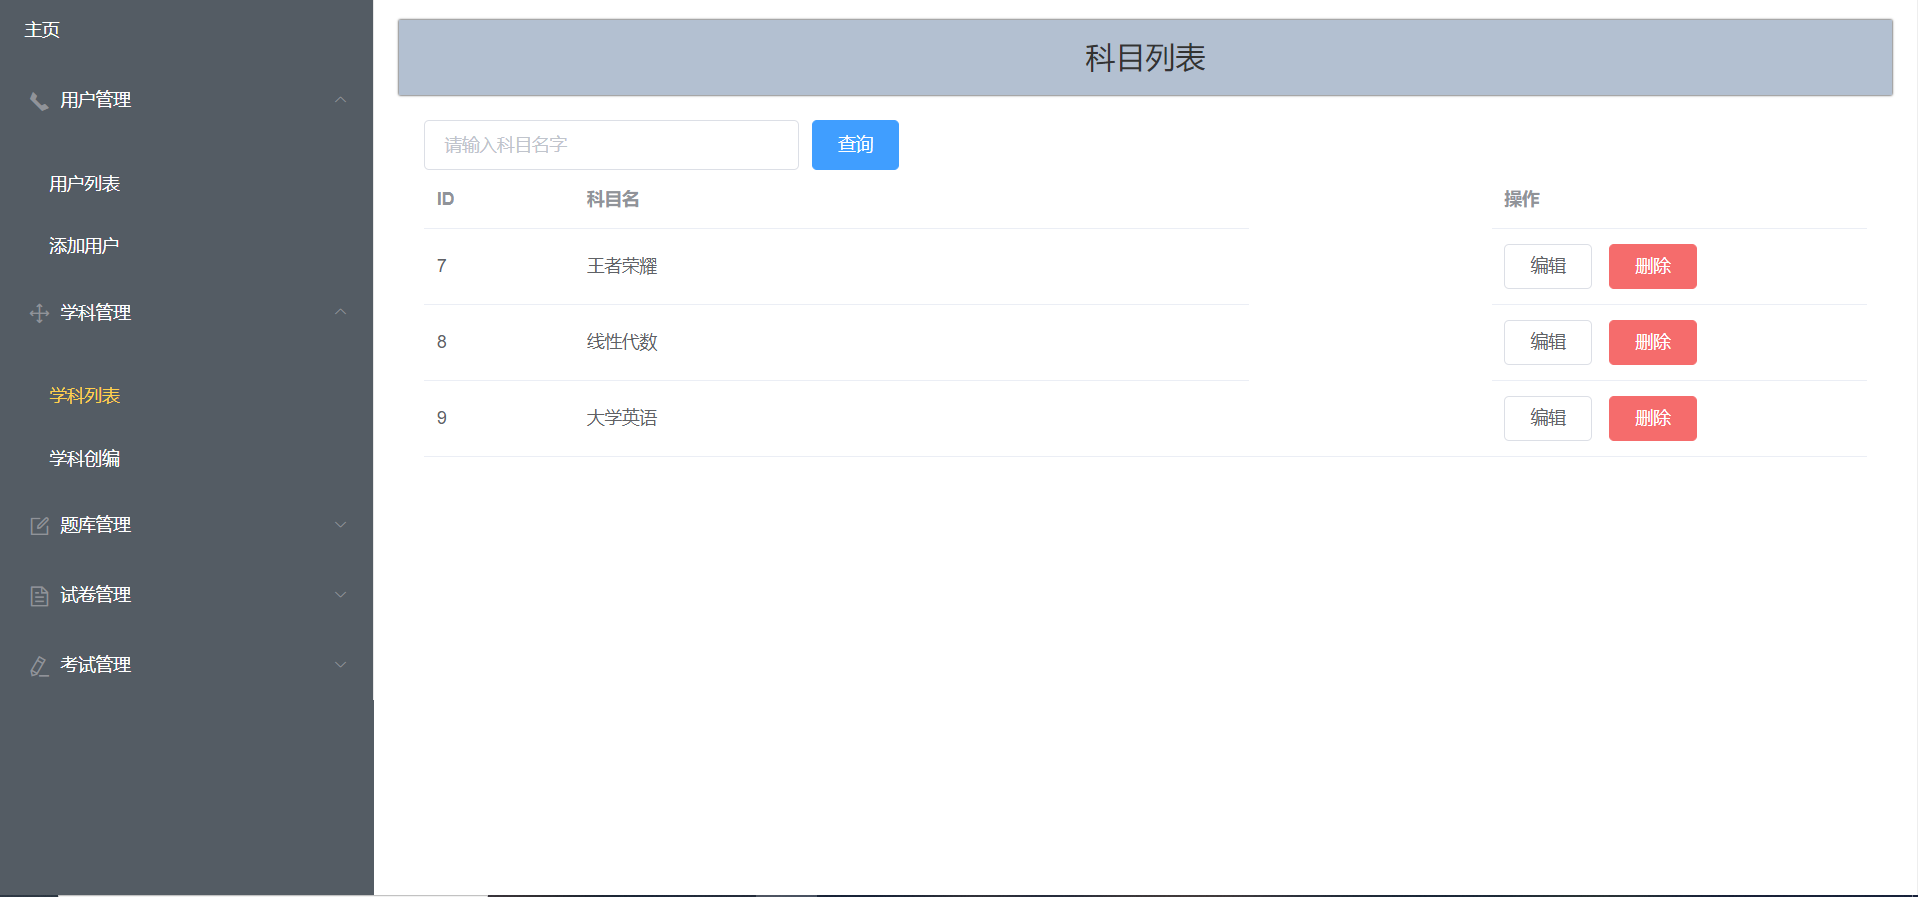 主页
用户管理
用户列表
添加用户
学科管理
学科列表
学科创编
题库管理
试卷管理
考试管理
科目列表
请输入科目名字 查询
ID 科目名 操作
7 王者荣耀 编辑 删除
8 线性代数 编辑 删除
9 大学英语 编辑 删除